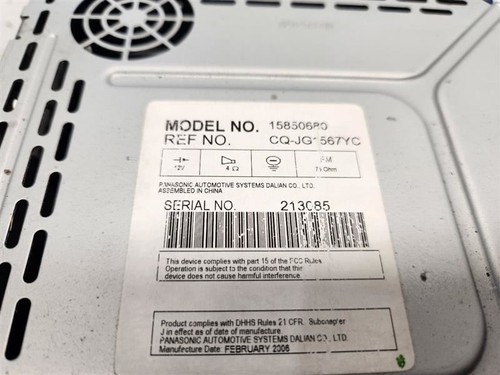 MODEL NO. 15850680
REF NO. CQ-JG1567YC
12V 4 Ω
PANASONIC AUTOMOTIVE SYSTEMS DALIAN CO., LTD.
ASSEMBLED IN CHINA
SERIAL NO. 213085
This device complies with part 15 of the FCC Rules.
Operation is subject to the condition that this
device does not cause harmful interference.
Product complies with DHHS Rules 21 CFR. Subchapter
J in effect as of date of manufacture.
PANASONIC AUTOMOTIVE SYSTEMS DALIAN CO., LTD.
Manufacture Date: FEBRUARY 2006